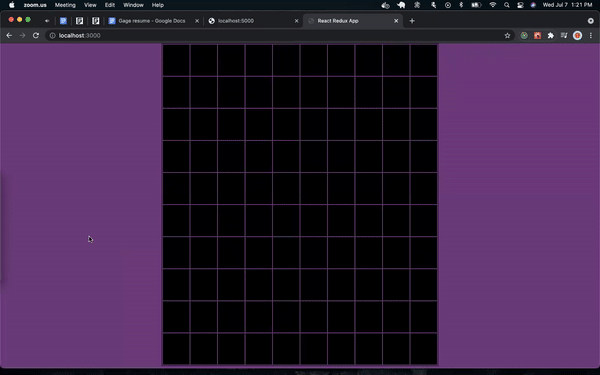 zoom.us Meeting View Edit Window Help Wed Jul 7 1:21 PM
Gage resume - Google Docs localhost:5000 React Redux App
localhost:3000